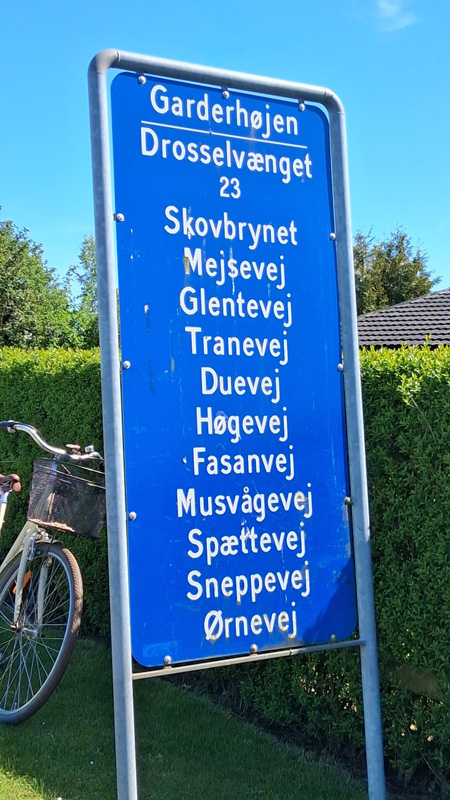 Garderhøjen
Drosselvænget
23
Skovbrynet
Mejsevej
Glentevej
Tranevej
Duevej
Høgevej
Fasanvej
Musvågevej
Spættevej
Sneppevej
Ørnevej